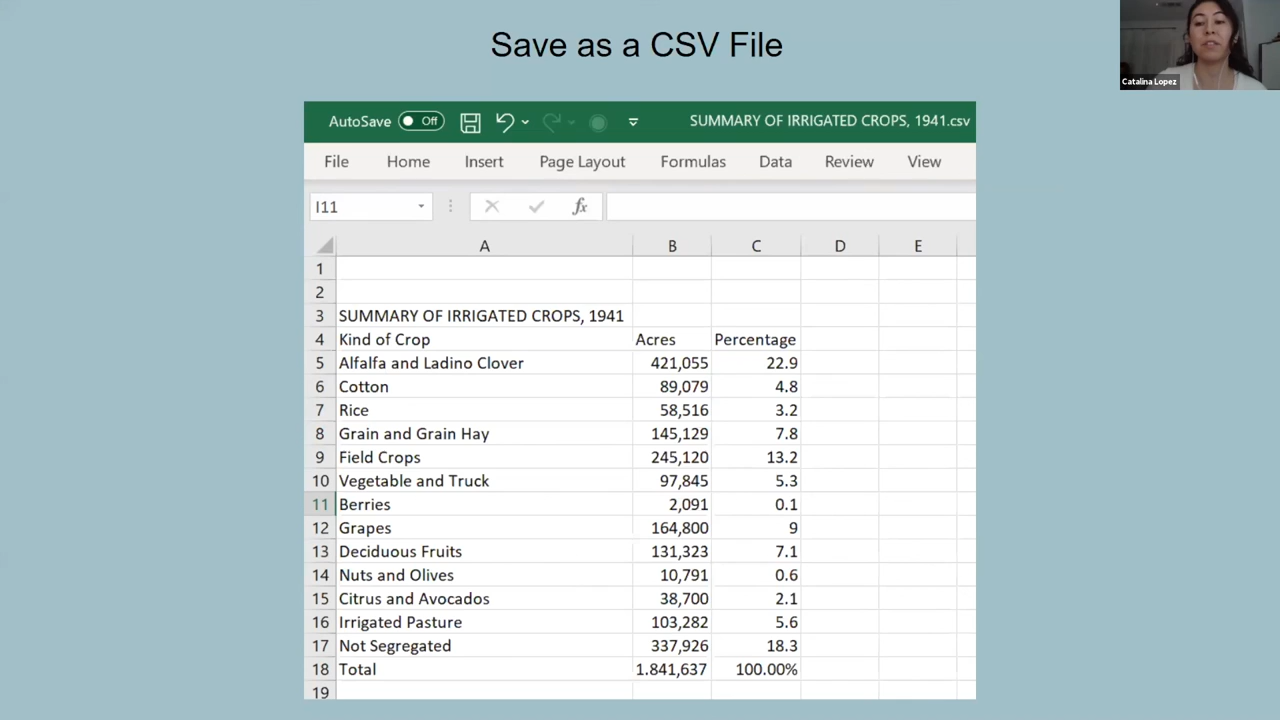 Save as a CSV File
Catalina Lopez
AutoSave Off SUMMARY OF IRRIGATED CROPS, 1941.csv
File Home Insert Page Layout Formulas Data Review View
I11 fx
A B C D E
1
2
3 SUMMARY OF IRRIGATED CROPS, 1941
4 Kind of Crop Acres Percentage
5 Alfalfa and Ladino Clover 421,055 22.9
6 Cotton 89,079 4.8
7 Rice 58,516 3.2
8 Grain and Grain Hay 145,129 7.8
9 Field Crops 245,120 13.2
10 Vegetable and Truck 97,845 5.3
11 Berries 2,091 0.1
12 Grapes 164,800 9
13 Deciduous Fruits 131,323 7.1
14 Nuts and Olives 10,791 0.6
15 Citrus and Avocados 38,700 2.1
16 Irrigated Pasture 103,282 5.6
17 Not Segregated 337,926 18.3
18 Total 1.841,637 100.00%
19